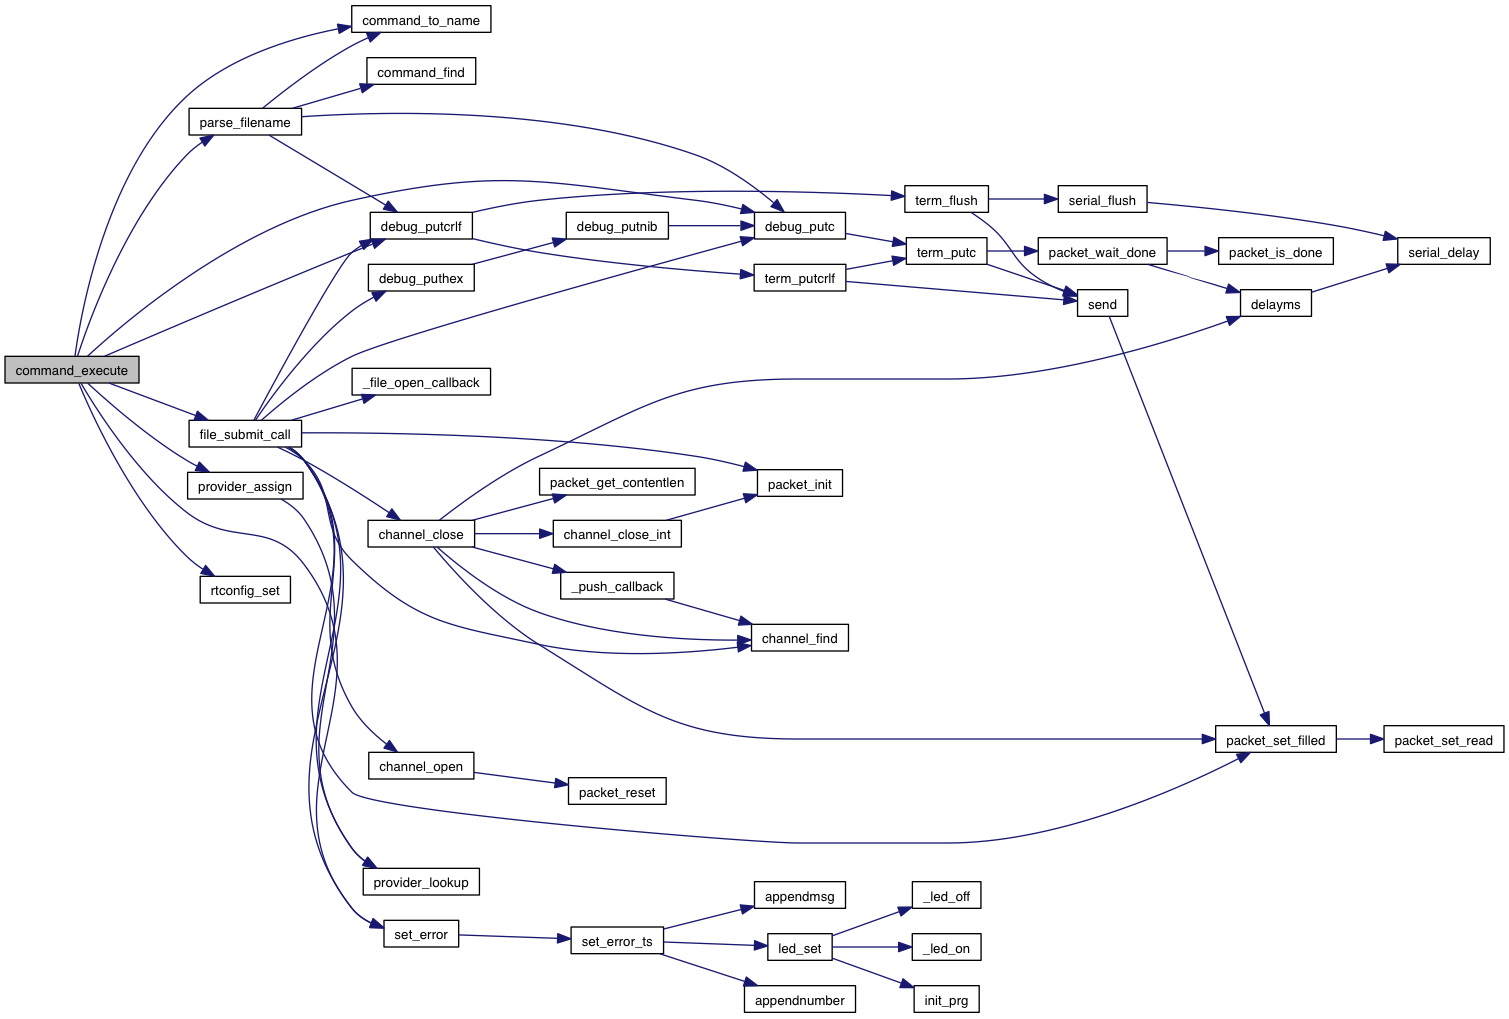 command_to_name
command_find
parse_filename
term_flush
serial_flush
debug_putcrlf
debug_putnib
debug_putc
term_putc
packet_wait_done
packet_is_done
serial_delay
debug_puthex
term_putcrlf
send
delayms
command_execute
_file_open_callback
file_submit_call
provider_assign
packet_get_contentlen
packet_init
channel_close
channel_close_int
rtconfig_set
_push_callback
channel_find
packet_set_filled
packet_set_read
channel_open
packet_reset
provider_lookup
appendmsg
_led_off
set_error
set_error_ts
led_set
_led_on
appendnumber
init_prg